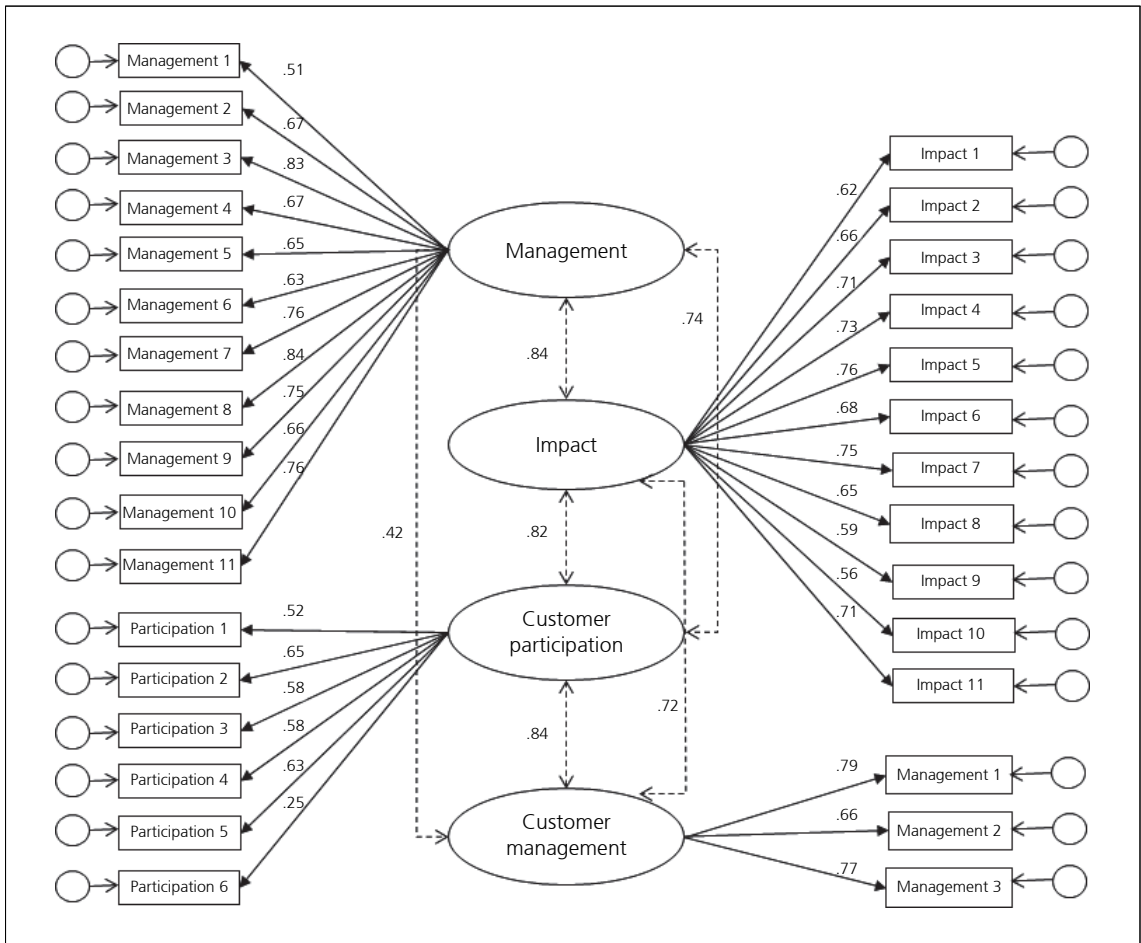 Management 1
.51
Management 2
.67
Management 3
.83
Management 4
.67
Management 5
.65
Management 6
.63
Management 7
.76
Management 8
.84
Management 9
.75
Management 10
.66
Management 11
.76
Participation 1
.52
Participation 2
.65
Participation 3
.58
Participation 4
.58
Participation 5
.63
Participation 6
.25
Management
.84
Impact
.82
Customer
participation
.84
Customer
management
.42
.74
.72
Impact 1
.62
Impact 2
.66
Impact 3
.71
Impact 4
.73
Impact 5
.76
Impact 6
.68
Impact 7
.75
Impact 8
.65
Impact 9
.59
Impact 10
.56
Impact 11
.71
Management 1
.79
Management 2
.66
Management 3
.77